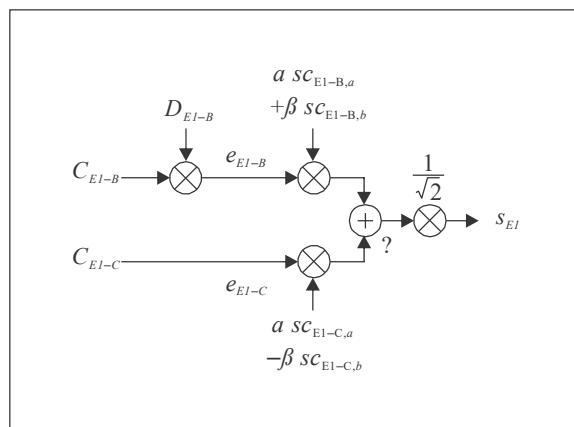 a sc_{E1–B,a}
+β sc_{E1–B,b}
D_{E1–B}
C_{E1–B}
e_{E1–B}
1
√2
+
?
s_{E1}
C_{E1–C}
e_{E1–C}
a sc_{E1–C,a}
–β sc_{E1–C,b}